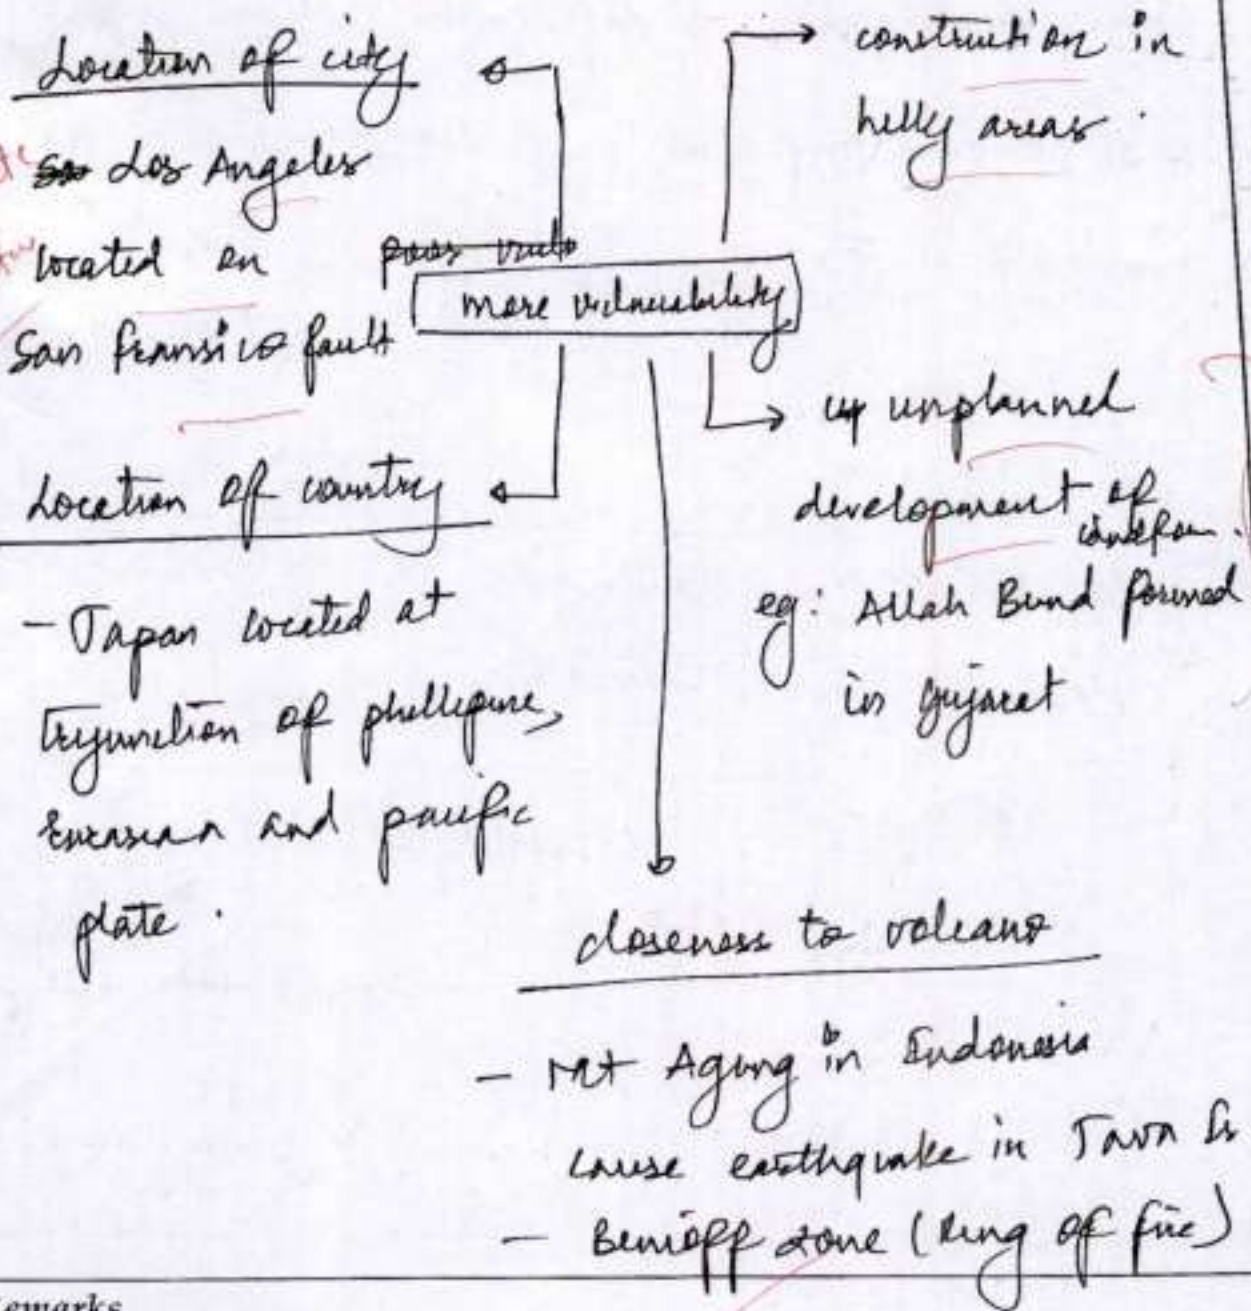 Location of city
Los Angeles
located on
San Fransico fault
construction in
hilly areas.
more vulnerability
unplanned
development of
eg: Allah Bund formed
in gujarat
Location of country
- Japan located at
trijunction of phillipine,
Eurasian and pacific
plate.
closeness to volcano
- Mt Agung in Indonesia
cause earthquake in Java Is
- Benioff zone (Ring of fire)
Remarks